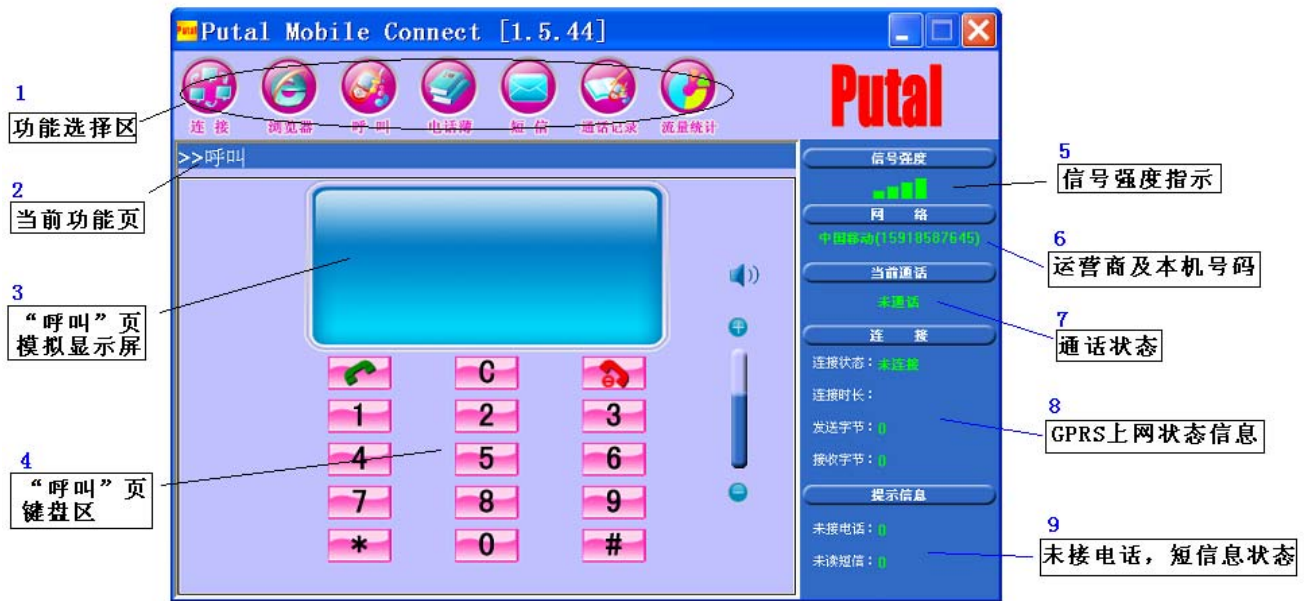 Putal Putal Mobile Connect [1.5.44]
连 接 浏览器 呼 叫 电话薄 短 信 通话记录 流量统计
Putal
>>呼叫
1 2 3
4 5 6
7 8 9
* 0 #
C
信号强度
网 络
中国移动(15918587645)
当前通话
未通话
连 接
连接状态：未连接
连接时长：
发送字节：0
接收字节：0
提示信息
未接电话：0
未读短信：0
1
功能选择区
2
当前功能页
3
“呼叫”页
模拟显示屏
4
“呼叫”页
键盘区
5
信号强度指示
6
运营商及本机号码
7
通话状态
8
GPRS上网状态信息
9
未接电话，短信息状态